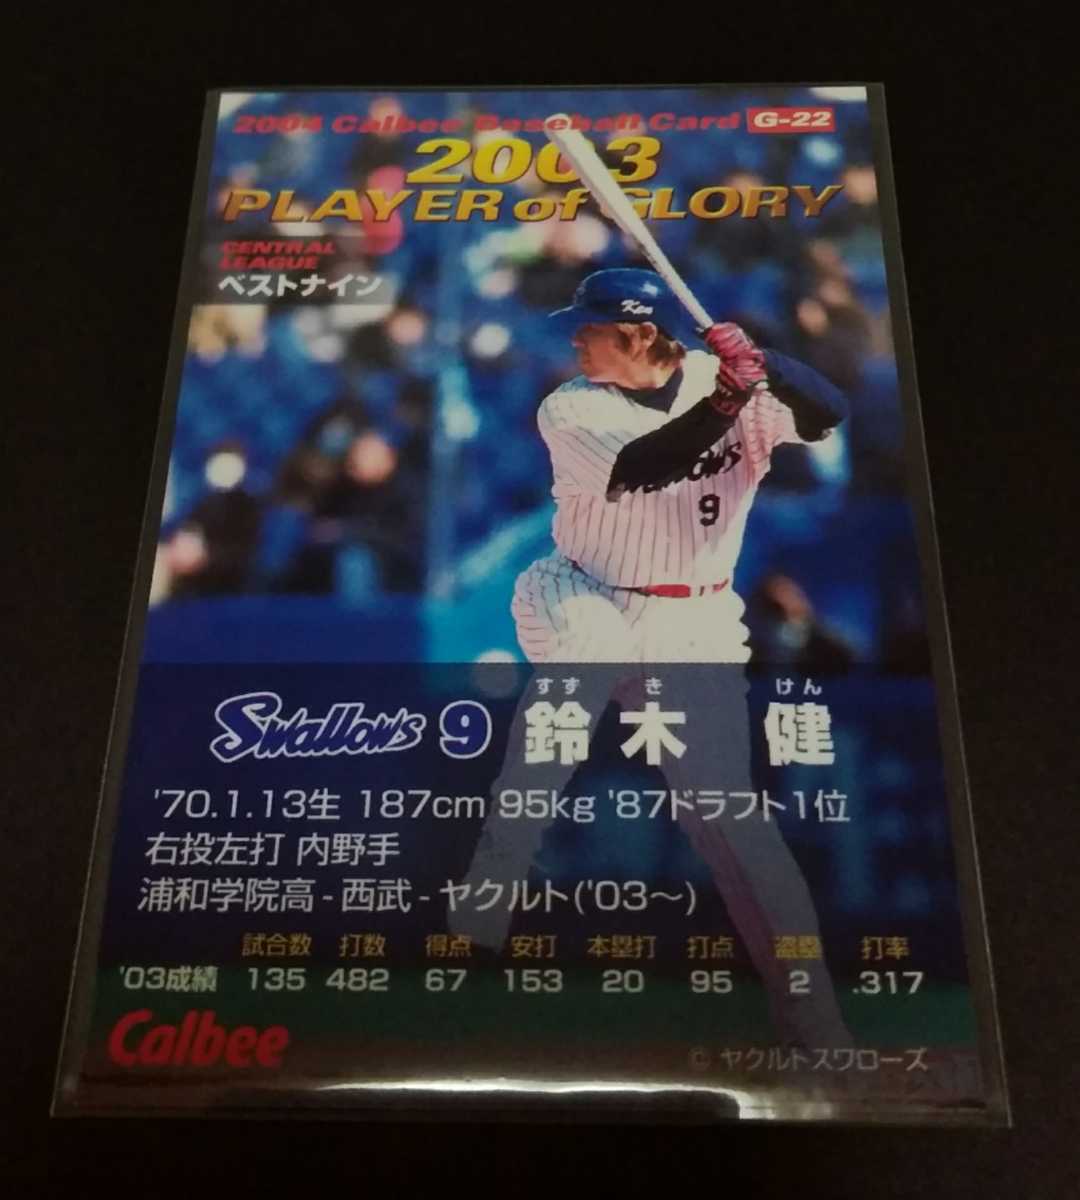 2004 Calbee Baseball Card G-22
2003
PLAYER of GLORY
CENTRAL
LEAGUE
ベストナイン
Ken
Swallows
9
すず き けん
Swallows 9 鈴木 健
'70.1.13生 187cm 95kg '87ドラフト1位
右投左打 内野手
浦和学院高-西武-ヤクルト('03〜)
試合数 打数 得点 安打 本塁打 打点 盗塁 打率
'03成績 135 482 67 153 20 95 2 .317
Calbee
© ヤクルトスワローズ